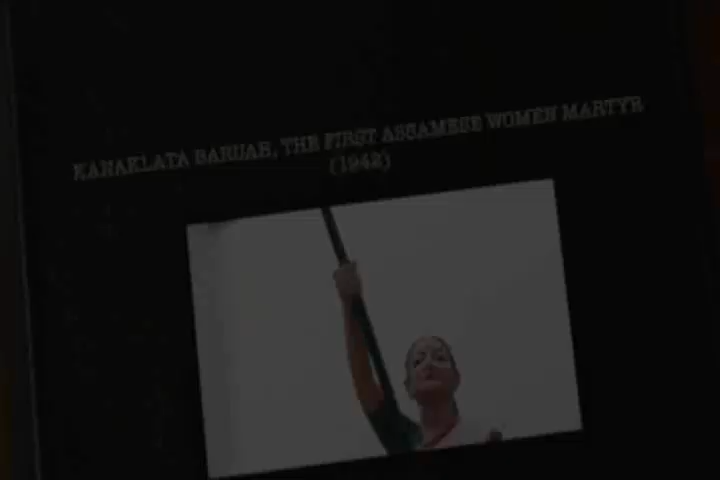 KANAKLATA BARUAH, THE FIRST ASSAMESE WOMEN MARTYR
(1942)